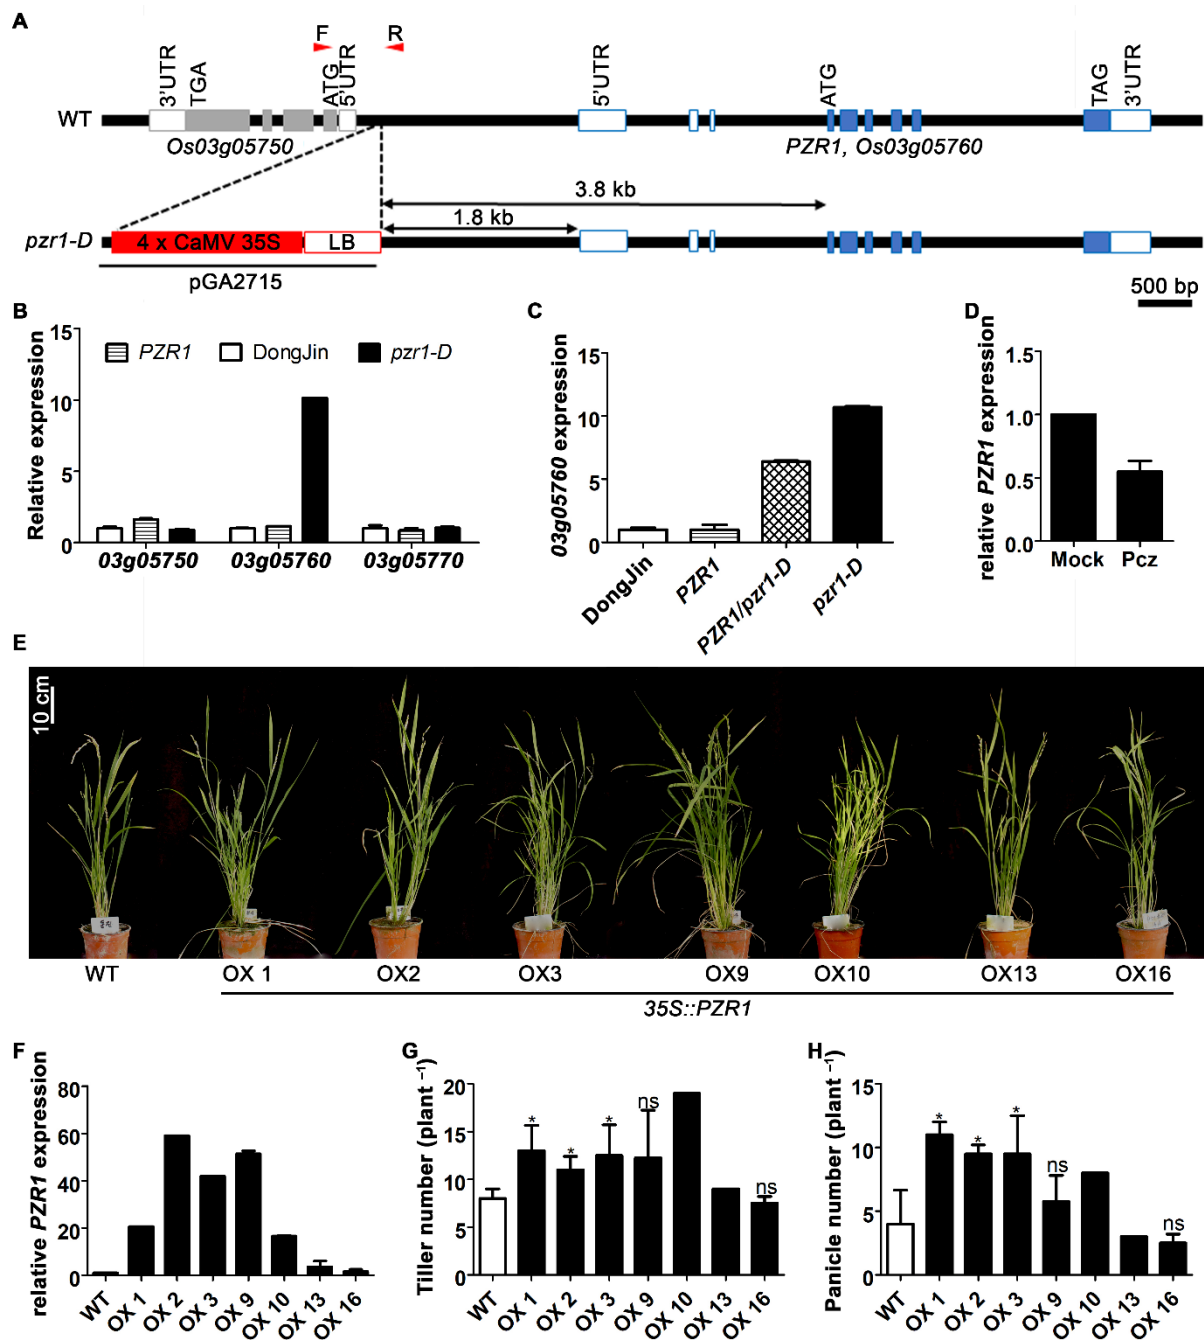 A
F R
3'UTR TGA ATG 5'UTR 5'UTR ATG TAG 3'UTR
WT
Os03g05750 PZR1, Os03g05760
3.8 kb
1.8 kb
pzr1-D 4 x CaMV 35S LB
pGA2715
500 bp
B
Relative expression
15
10
5
0
PZR1 DongJin pzr1-D
03g05750 03g05760 03g05770
C
03g05760 expression
15
10
5
0
DongJin PZR1 PZR1/pzr1-D pzr1-D
D
relative PZR1 expression
1.5
1.0
0.5
0.0
Mock Pcz
E
10 cm
WT OX 1 OX2 OX3 OX9 OX10 OX13 OX16
35S::PZR1
F
relative PZR1 expression
80
60
40
20
0
WT OX 1 OX 2 OX 3 OX 9 OX 10 OX 13 OX 16
G
Tiller number (plant ⁻¹)
20
15
10
5
0
* * * ns ns
WT OX 1 OX 2 OX 3 OX 9 OX 10 OX 13 OX 16
H
Panicle number (plant ⁻¹)
15
10
5
0
* * * ns ns
WT OX 1 OX 2 OX 3 OX 9 OX 10 OX 13 OX 16